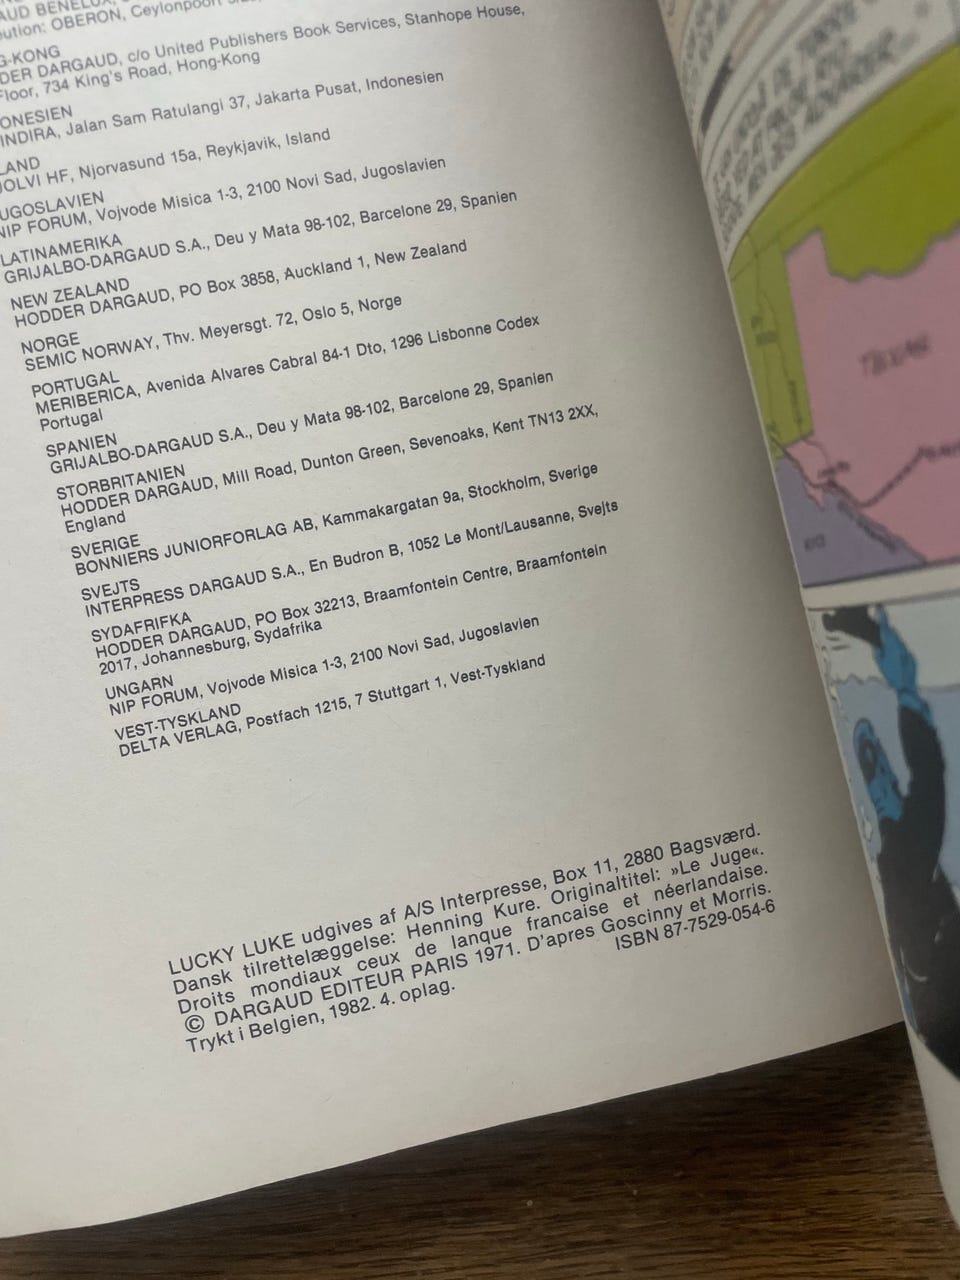 AUD BENELUX,
ution: OBERON,
G-KONG
DER DARGAUD, c/o United Publishers Book Services, Stanhope House,
Floor, 734 King's Road, Hong-Kong
ONESIEN
INDIRA, Jalan Sam Ratulangi 37, Jakarta Pusat, Indonesien
LAND
JOLVI HF, Njorvasund 15a, Reykjavik, Island
UGOSLAVIEN
NIP FORUM, Vojvode Misica 1-3, 2100 Novi Sad, Jugoslavien
LATINAMERIKA
GRIJALBO-DARGAUD S.A., Deu y Mata 98-102, Barcelone 29, Spanien
NEW ZEALAND
HODDER DARGAUD, PO Box 3858, Auckland 1, New Zealand
NORGE
SEMIC NORWAY, Thv. Meyersgt. 72, Oslo 5, Norge
PORTUGAL
MERIBERICA, Avenida Alvares Cabral 84-1 Dto, 1296 Lisbonne Codex
Portugal
SPANIEN
GRIJALBO-DARGAUD S.A., Deu y Mata 98-102, Barcelone 29, Spanien
STORBRITANIEN
HODDER DARGAUD, Mill Road, Dunton Green, Sevenoaks, Kent TN13 2XX,
England
SVERIGE
BONNIERS JUNIORFORLAG AB, Kammakargatan 9a, Stockholm, Sverige
SVEJTS
INTERPRESS DARGAUD S.A., En Budron B, 1052 Le Mont/Lausanne, Svejts
SYDAFRIFKA
HODDER DARGAUD, PO Box 32213, Braamfontein Centre, Braamfontein
2017, Johannesburg, Sydafrika
UNGARN
NIP FORUM, Vojvode Misica 1-3, 2100 Novi Sad, Jugoslavien
VEST-TYSKLAND
DELTA VERLAG, Postfach 1215, 7 Stuttgart 1, Vest-Tyskland
LUCKY LUKE udgives af A/S Interpresse, Box 11, 2880 Bagsværd.
Dansk tilrettelæggelse: Henning Kure. Originaltitel: »Le Juge«.
Droits mondiaux ceux de lanque francaise et néerlandaise.
© DARGAUD EDITEUR PARIS 1971. D'apres Goscinny et Morris.
Trykt i Belgien, 1982. 4. oplag.
ISBN 87-7529-054-6
TEXAS